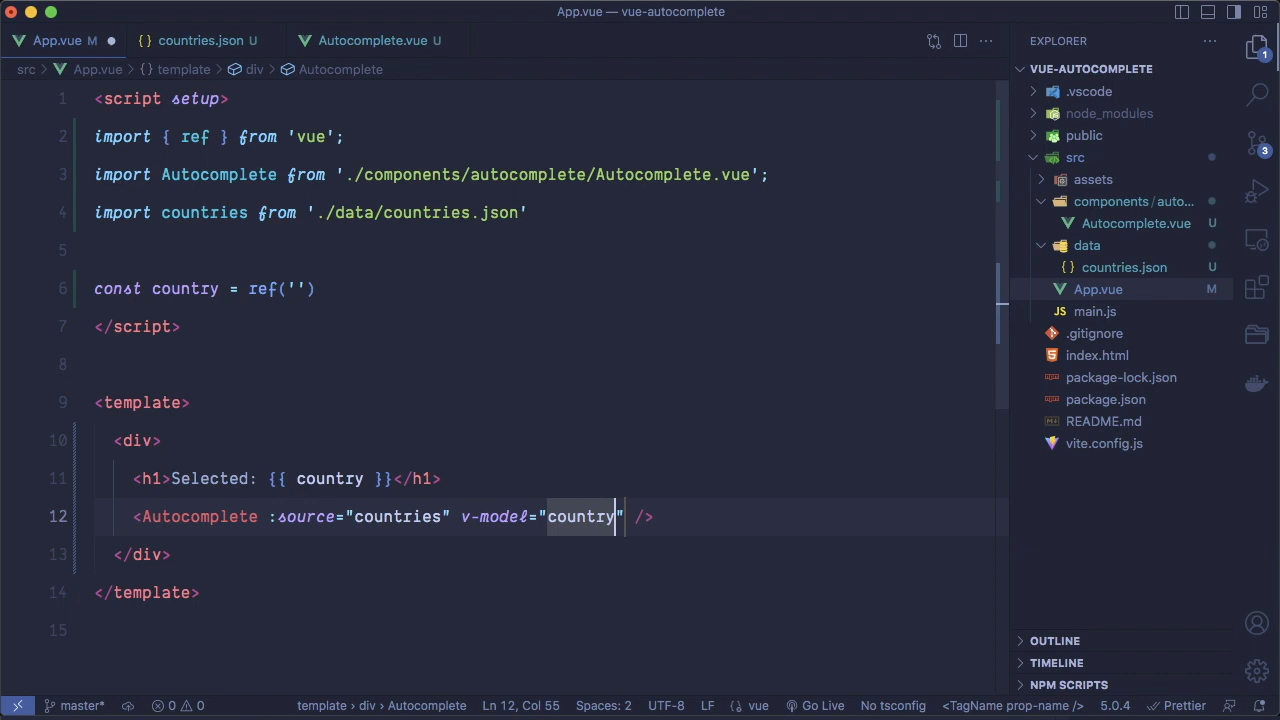 App.vue — vue-autocomplete
App.vue M
{} countries.json U
Autocomplete.vue U
src > App.vue > {} template > div > Autocomplete
1 <script setup>
2 import { ref } from 'vue';
3 import Autocomplete from './components/autocomplete/Autocomplete.vue';
4 import countries from './data/countries.json'
5
6 const country = ref('')
7 </script>
8
9 <template>
10 <div>
11 <h1>Selected: {{ country }}</h1>
12 <Autocomplete :source="countries" v-model="country" />
13 </div>
14 </template>
15
EXPLORER
VUE-AUTOCOMPLETE
.vscode
node_modules
public
src
assets
components/auto...
Autocomplete.vue U
data
{} countries.json U
App.vue M
JS main.js
.gitignore
index.html
package-lock.json
package.json
README.md
vite.config.js
OUTLINE
TIMELINE
NPM SCRIPTS
1
3
master* 0 0 template > div > Autocomplete Ln 12, Col 55 Spaces: 2 UTF-8 LF {} vue Go Live No tsconfig <TagName prop-name /> 5.0.4 Prettier